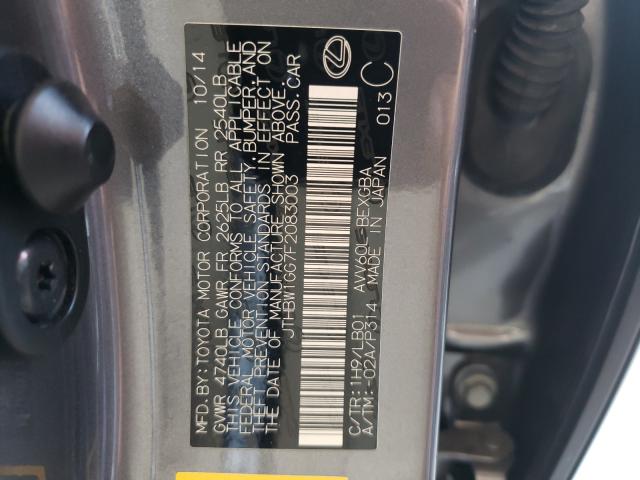 MFD. BY: TOYOTA MOTOR CORPORATION 10/14
GVWR 4740LB GAWR FR 2625LB RR 2540LB
THIS VEHICLE CONFORMS TO ALL APPLICABLE
FEDERAL MOTOR VEHICLE SAFETY, BUMPER, AND
THEFT PREVENTION STANDARDS IN EFFECT ON
THE DATE OF MANUFACTURE SHOWN ABOVE.
JTHBW1GG7F2083003 PASS.CAR
C/TR: 1H9/LB01 AVV60L-BEXGBA
A/TM: -02A/P314 MADE IN JAPAN 013 C